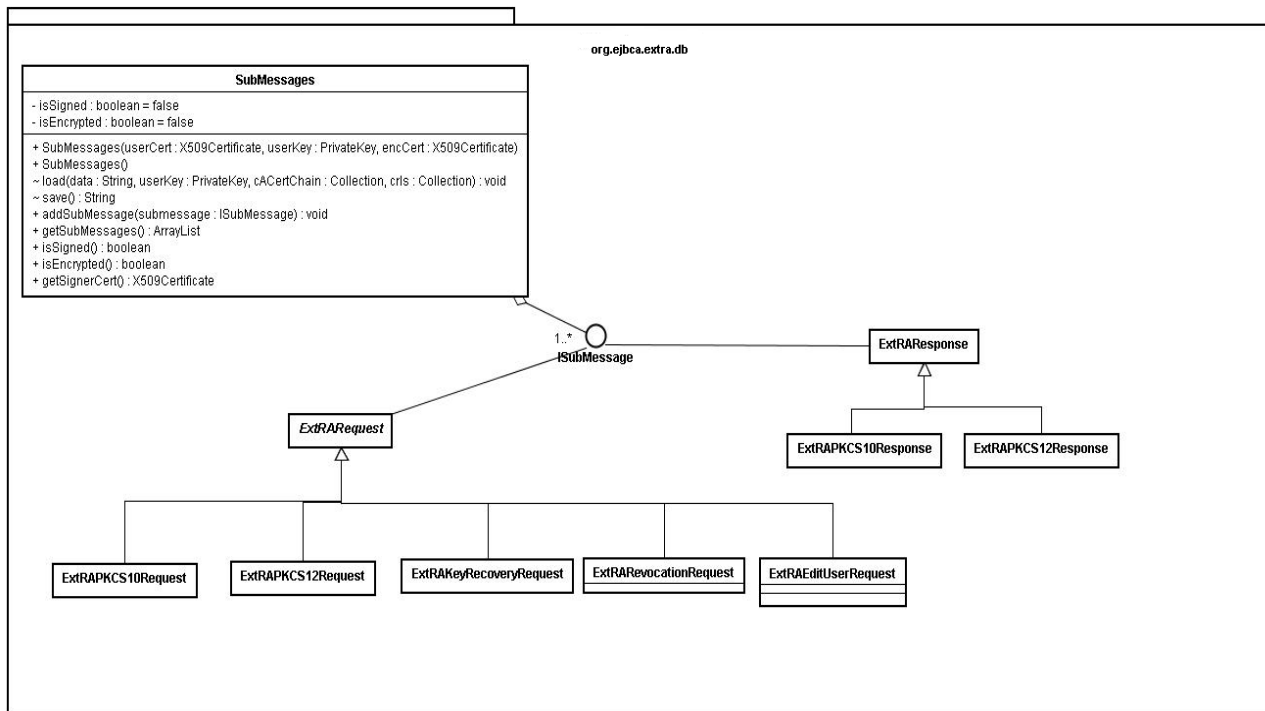 org.ejbca.extra.db
SubMessages
- isSigned : boolean = false
- isEncrypted : boolean = false
+ SubMessages(userCert : X509Certificate, userKey : PrivateKey, encCert : X509Certificate)
+ SubMessages()
~ load(data : String, userKey : PrivateKey, cACertChain : Collection, crls : Collection) : void
~ save() : String
+ addSubMessage(submessage : ISubMessage) : void
+ getSubMessages() : ArrayList
+ isSigned() : boolean
+ isEncrypted() : boolean
+ getSignerCert() : X509Certificate
1..*
ISubMessage
ExtRAResponse
ExtRARequest
ExtRAPKCS10Response
ExtRAPKCS12Response
ExtRAPKCS10Request
ExtRAPKCS12Request
ExtRAKeyRecoveryRequest
ExtRARevocationRequest
ExtRAEditUserRequest